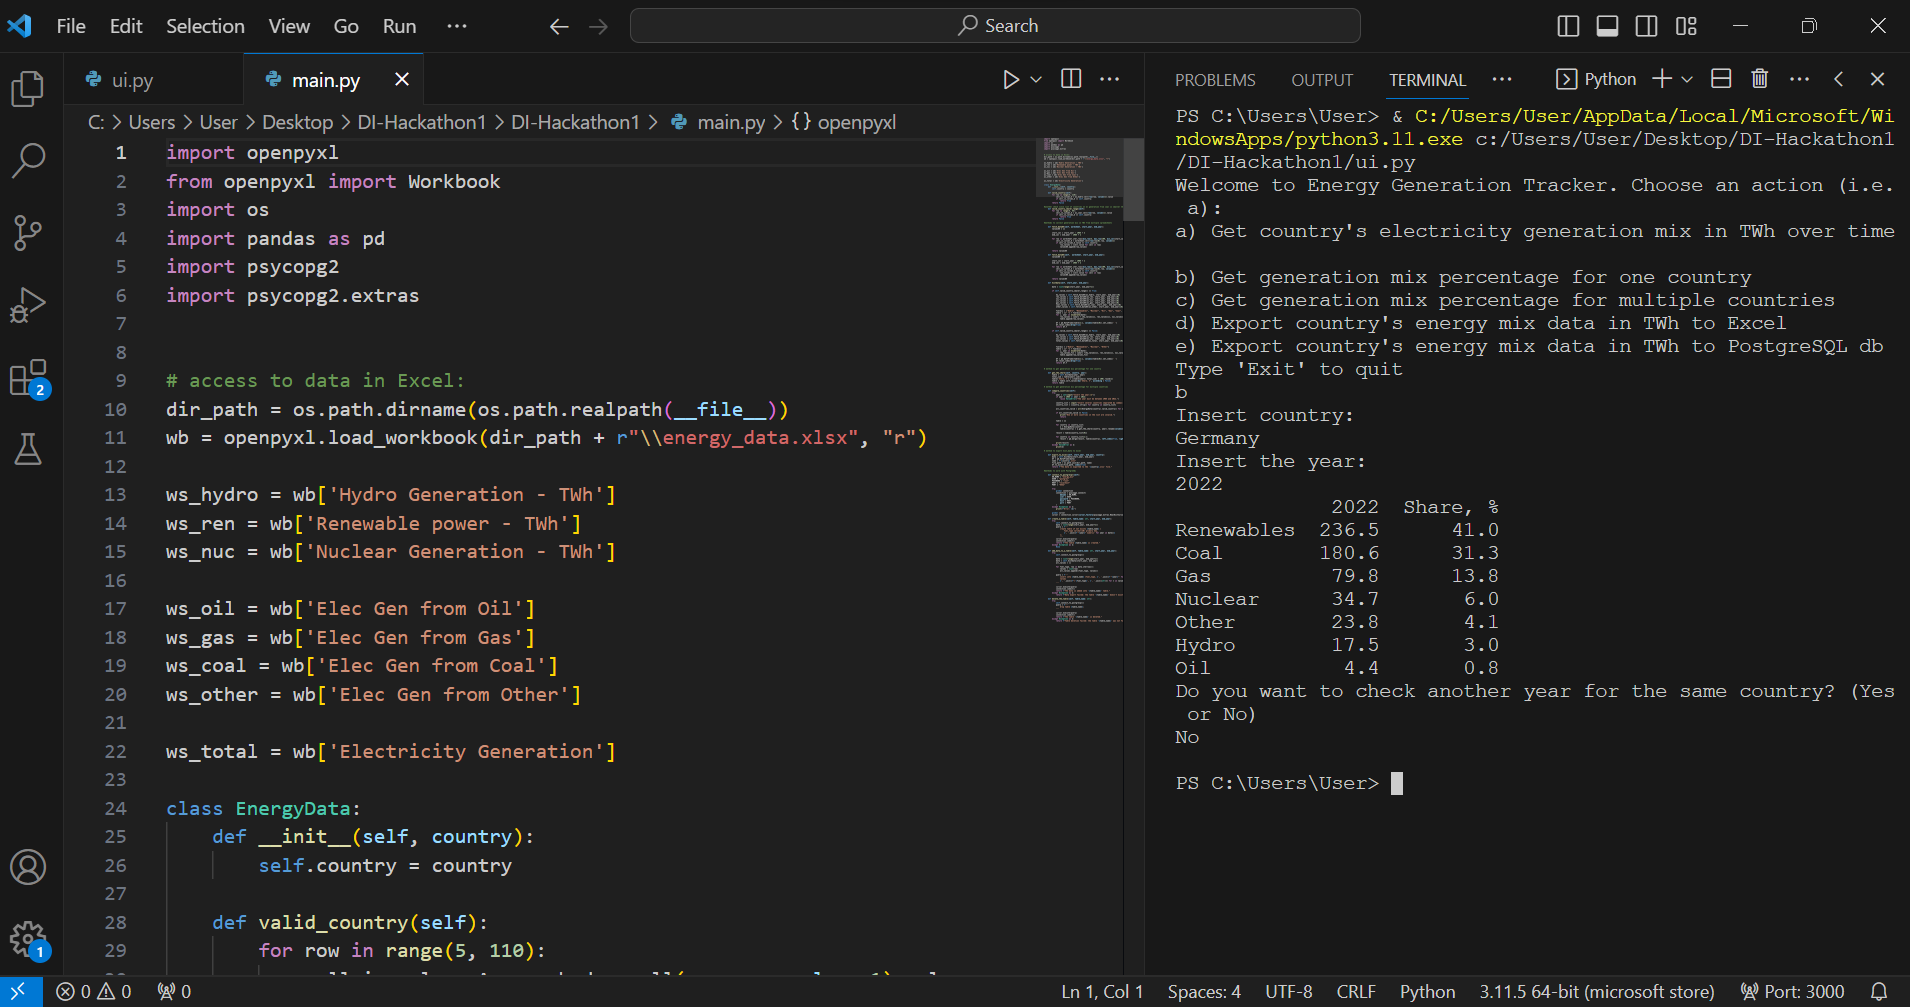 File Edit Selection View Go Run ··· Search
ui.py main.py
C: > Users > User > Desktop > DI-Hackathon1 > DI-Hackathon1 > main.py > {} openpyxl
1 import openpyxl
2 from openpyxl import Workbook
3 import os
4 import pandas as pd
5 import psycopg2
6 import psycopg2.extras
7
8
9 # access to data in Excel:
10 dir_path = os.path.dirname(os.path.realpath(__file__))
11 wb = openpyxl.load_workbook(dir_path + r"\\energy_data.xlsx", "r")
12
13 ws_hydro = wb['Hydro Generation - TWh']
14 ws_ren = wb['Renewable power - TWh']
15 ws_nuc = wb['Nuclear Generation - TWh']
16
17 ws_oil = wb['Elec Gen from Oil']
18 ws_gas = wb['Elec Gen from Gas']
19 ws_coal = wb['Elec Gen from Coal']
20 ws_other = wb['Elec Gen from Other']
21
22 ws_total = wb['Electricity Generation']
23
24 class EnergyData:
25 def __init__(self, country):
26 self.country = country
27
28 def valid_country(self):
29 for row in range(5, 110):
PROBLEMS OUTPUT TERMINAL ··· Python
PS C:\Users\User> & C:/Users/User/AppData/Local/Microsoft/Wi
ndowsApps/python3.11.exe c:/Users/User/Desktop/DI-Hackathon1
/DI-Hackathon1/ui.py
Welcome to Energy Generation Tracker. Choose an action (i.e.
a):
a) Get country's electricity generation mix in TWh over time
b) Get generation mix percentage for one country
c) Get generation mix percentage for multiple countries
d) Export country's energy mix data in TWh to Excel
e) Export country's energy mix data in TWh to PostgreSQL db
Type 'Exit' to quit
b
Insert country:
Germany
Insert the year:
2022
2022 Share, %
Renewables 236.5 41.0
Coal 180.6 31.3
Gas 79.8 13.8
Nuclear 34.7 6.0
Other 23.8 4.1
Hydro 17.5 3.0
Oil 4.4 0.8
Do you want to check another year for the same country? (Yes
or No)
No
PS C:\Users\User>
2
1
0 0 0 Ln 1, Col 1 Spaces: 4 UTF-8 CRLF Python 3.11.5 64-bit (microsoft store) Port: 3000